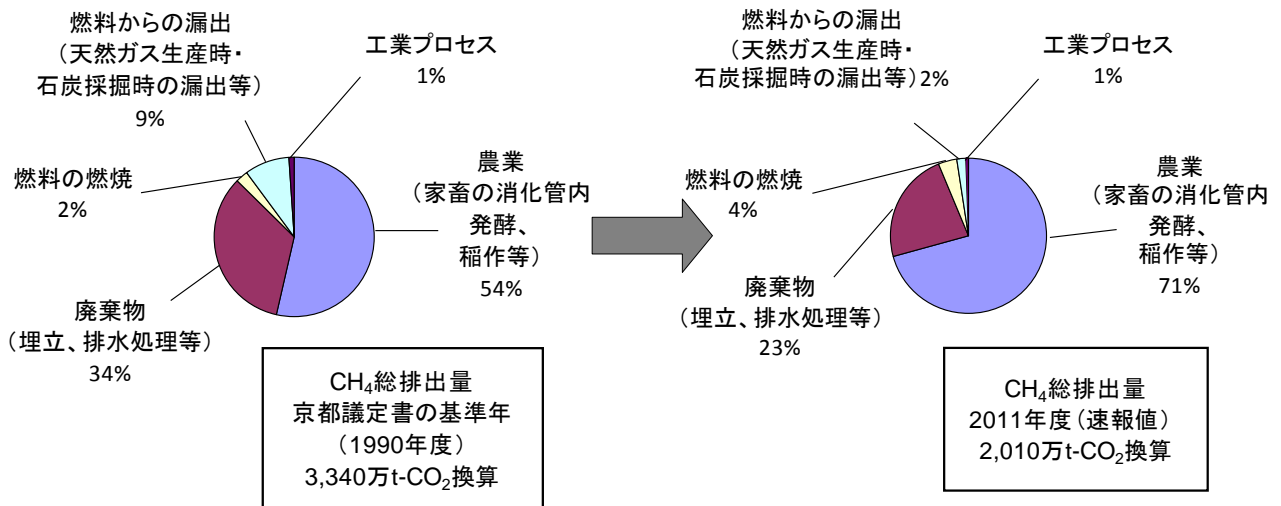 燃料からの漏出
(天然ガス生産時・
石炭採掘時の漏出等)
9%
工業プロセス
1%
農業
(家畜の消化管内
発酵、
稲作等)
54%
燃料の燃焼
2%
廃棄物
(埋立、排水処理等)
34%
CH₄総排出量
京都議定書の基準年
(1990年度)
3,340万t-CO₂換算
燃料からの漏出
(天然ガス生産時・
石炭採掘時の漏出等)2%
工業プロセス
1%
農業
(家畜の消化管内
発酵、
稲作等)
71%
燃料の燃焼
4%
廃棄物
(埋立、排水処理等)
23%
CH₄総排出量
2011年度(速報値)
2,010万t-CO₂換算